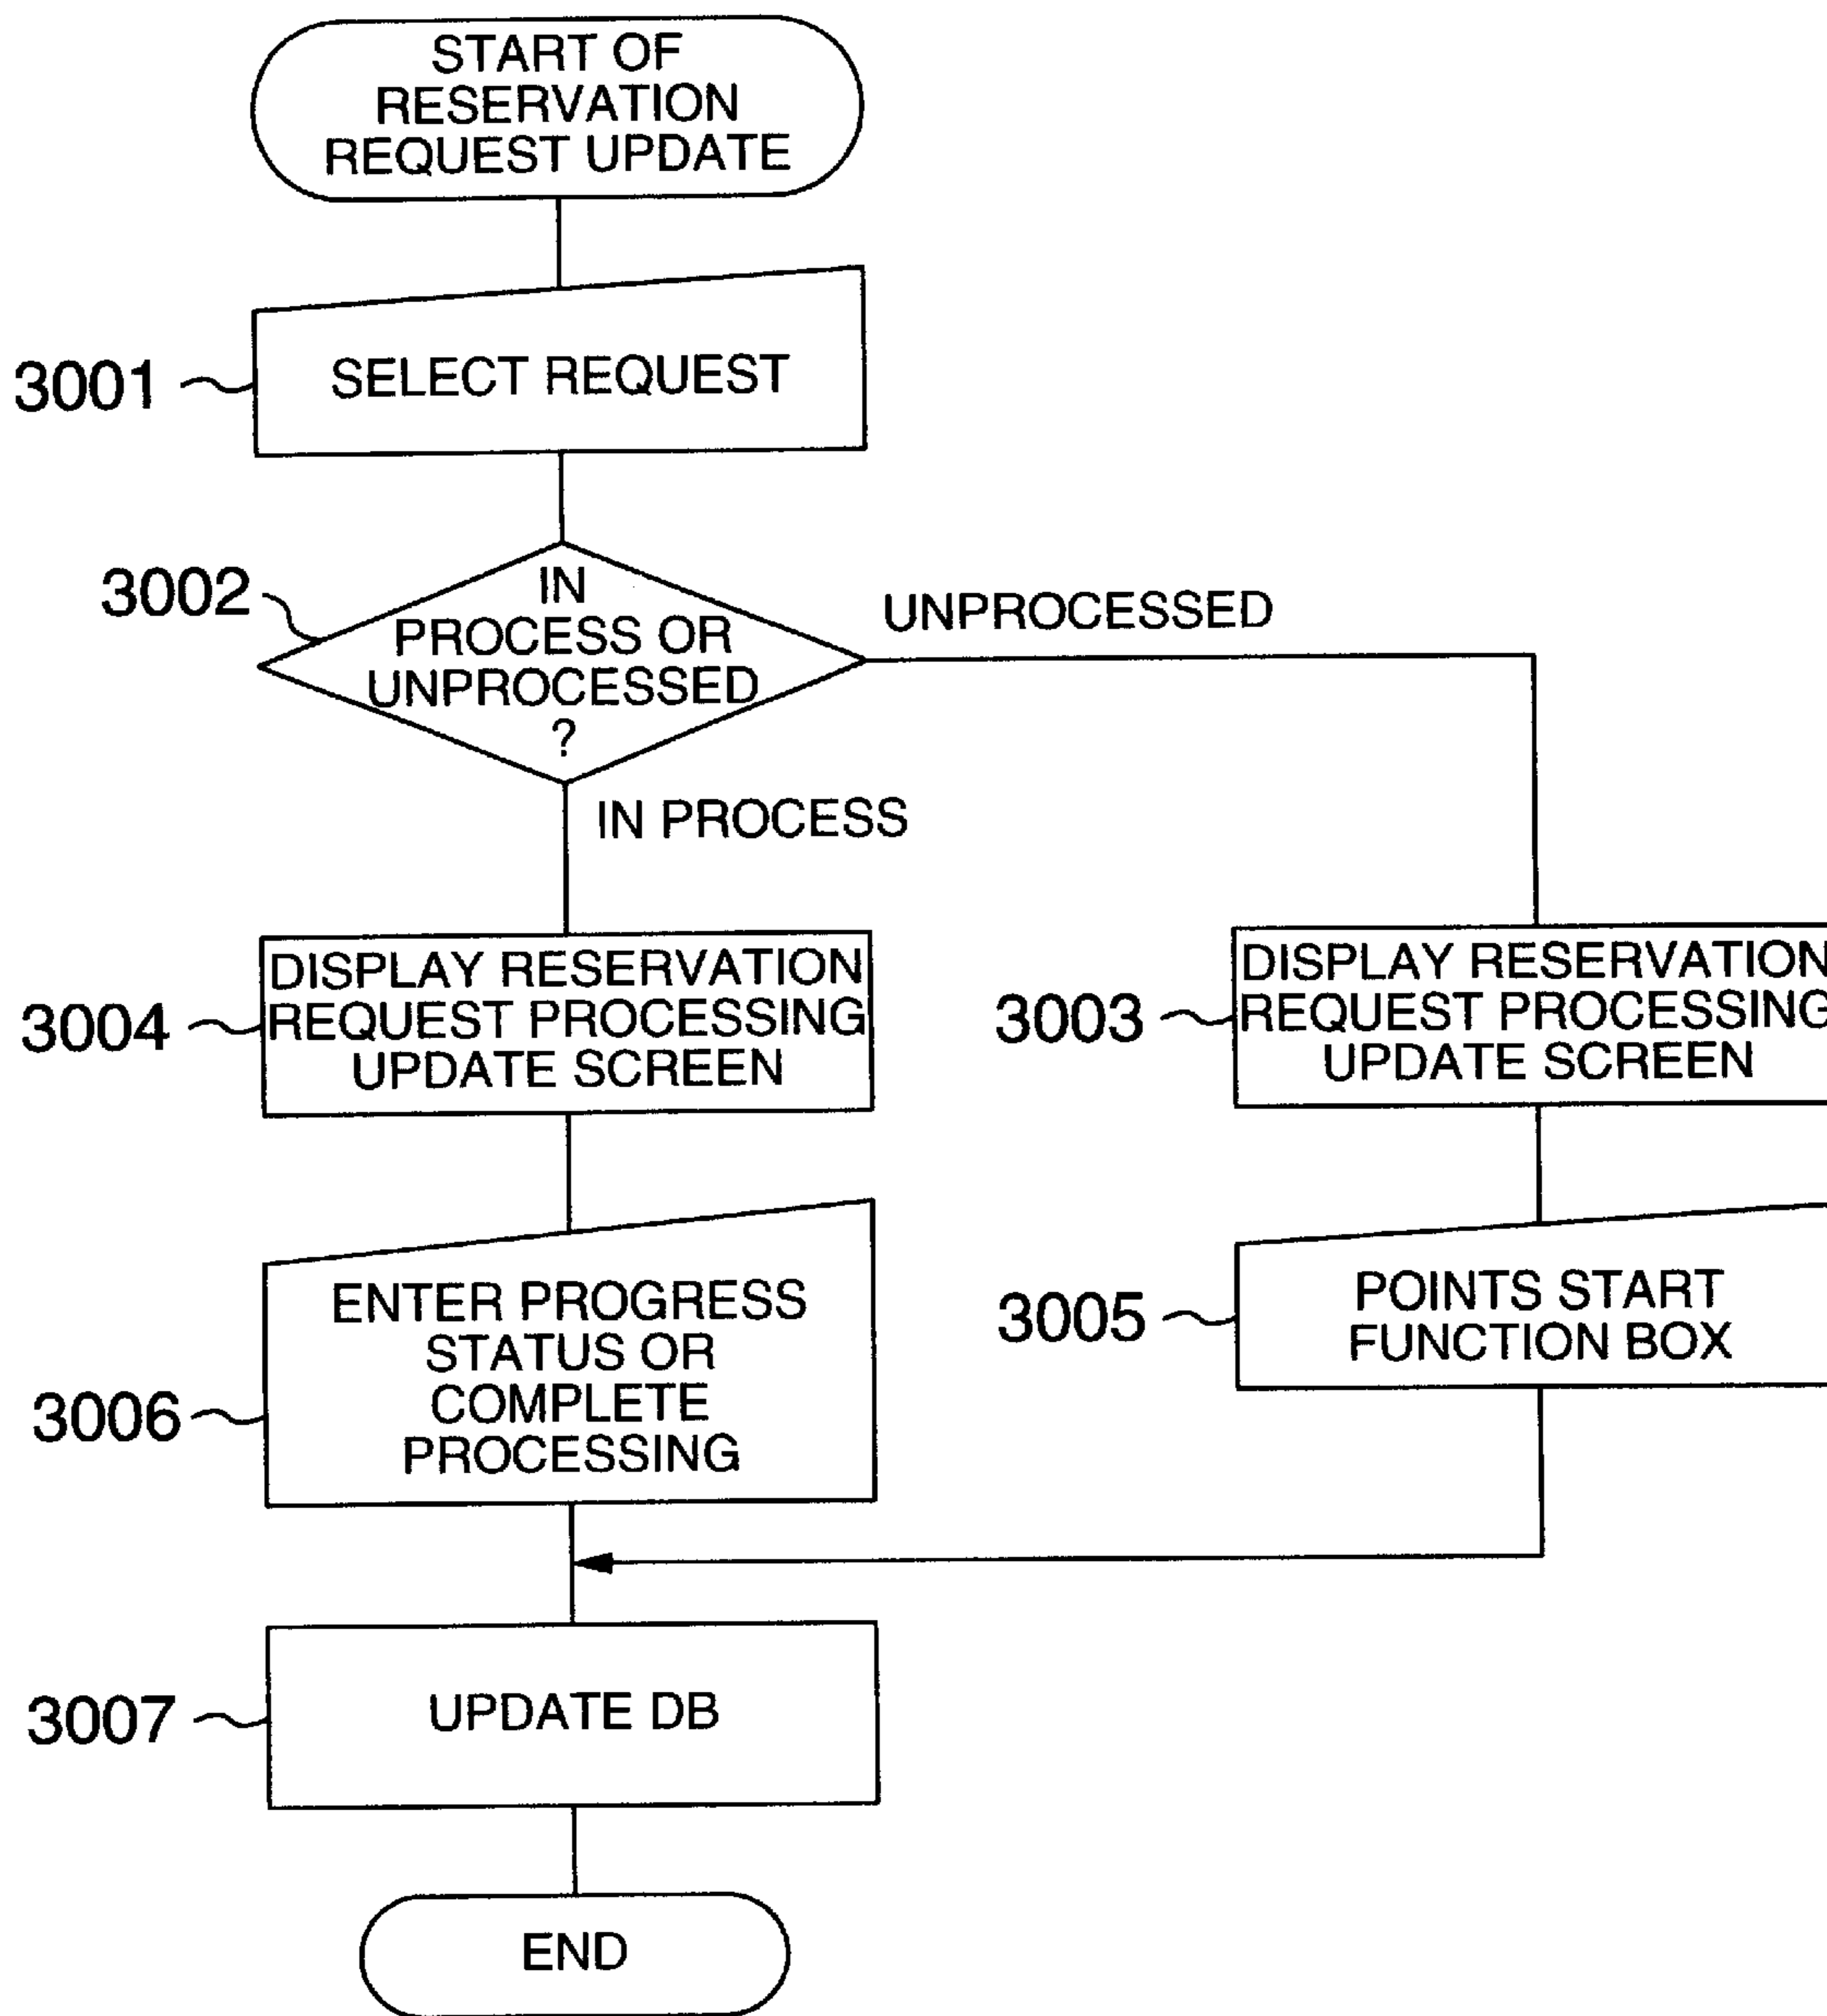 START OF
RESERVATION
REQUEST UPDATE
3001
SELECT REQUEST
3002
IN
PROCESS OR
UNPROCESSED
?
UNPROCESSED
IN PROCESS
3004
DISPLAY RESERVATION
REQUEST PROCESSING
UPDATE SCREEN
3003
DISPLAY RESERVATION
REQUEST PROCESSING
UPDATE SCREEN
3006
ENTER PROGRESS
STATUS OR
COMPLETE
PROCESSING
3005
POINTS START
FUNCTION BOX
3007
UPDATE DB
END